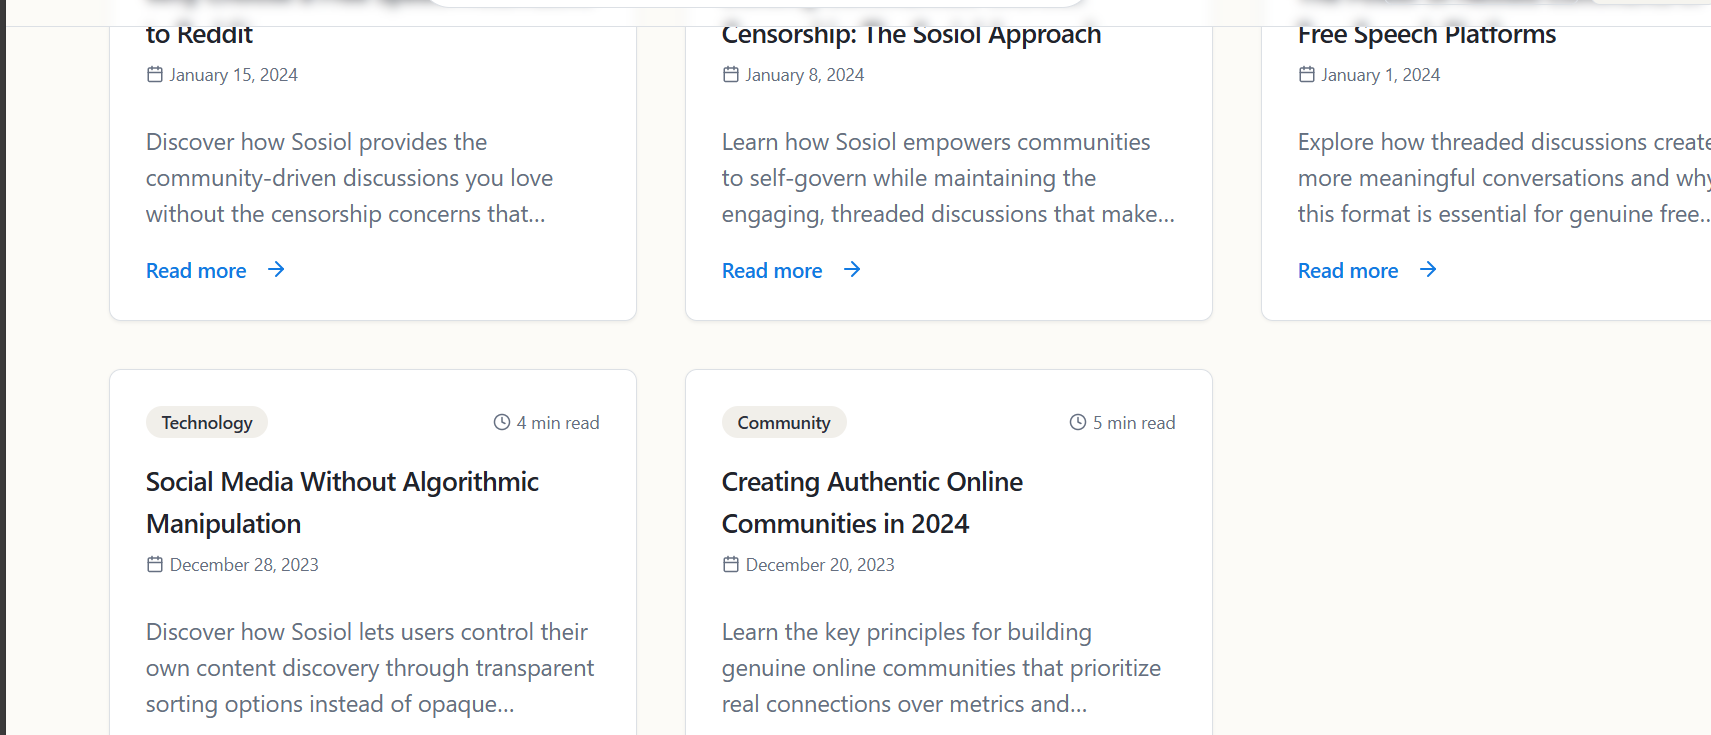 to Reddit
January 15, 2024
Discover how Sosiol provides the
community-driven discussions you love
without the censorship concerns that...
Read more
Censorship: The Sosiol Approach
January 8, 2024
Learn how Sosiol empowers communities
to self-govern while maintaining the
engaging, threaded discussions that make...
Read more
Free Speech Platforms
January 1, 2024
Explore how threaded discussions create
more meaningful conversations and why
this format is essential for genuine free..
Read more
Technology
4 min read
Social Media Without Algorithmic
Manipulation
December 28, 2023
Discover how Sosiol lets users control their
own content discovery through transparent
sorting options instead of opaque...
Community
5 min read
Creating Authentic Online
Communities in 2024
December 20, 2023
Learn the key principles for building
genuine online communities that prioritize
real connections over metrics and...